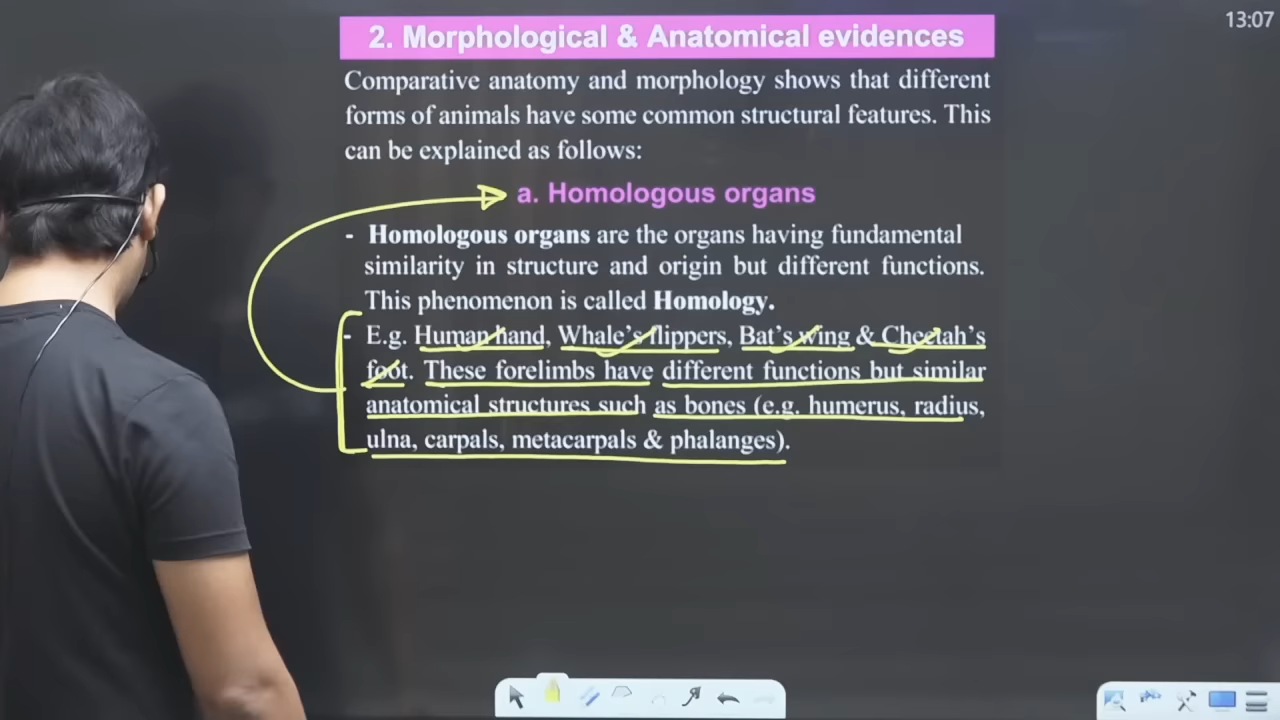 13:07
2. Morphological & Anatomical evidences
Comparative anatomy and morphology shows that different
forms of animals have some common structural features. This
can be explained as follows:
a. Homologous organs
- Homologous organs are the organs having fundamental
similarity in structure and origin but different functions.
This phenomenon is called Homology.
- E.g. Human hand, Whale's flippers, Bat's wing & Cheetah's
foot. These forelimbs have different functions but similar
anatomical structures such as bones (e.g. humerus, radius,
ulna, carpals, metacarpals & phalanges).